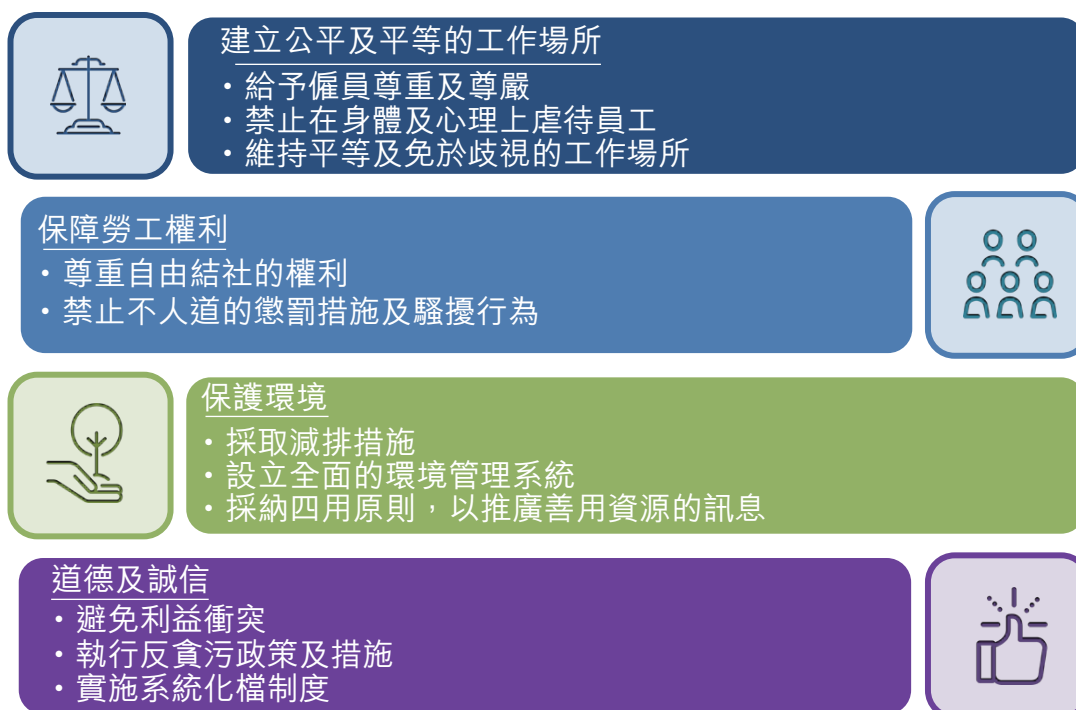 建立公平及平等的工作場所
・給予僱員尊重及尊嚴
・禁止在身體及心理上虐待員工
・維持平等及免於歧視的工作場所
保障勞工權利
・尊重自由結社的權利
・禁止不人道的懲罰措施及騷擾行為
保護環境
・採取減排措施
・設立全面的環境管理系統
・採納四用原則，以推廣善用資源的訊息
道德及誠信
・避免利益衝突
・執行反貪污政策及措施
・實施系統化檔制度